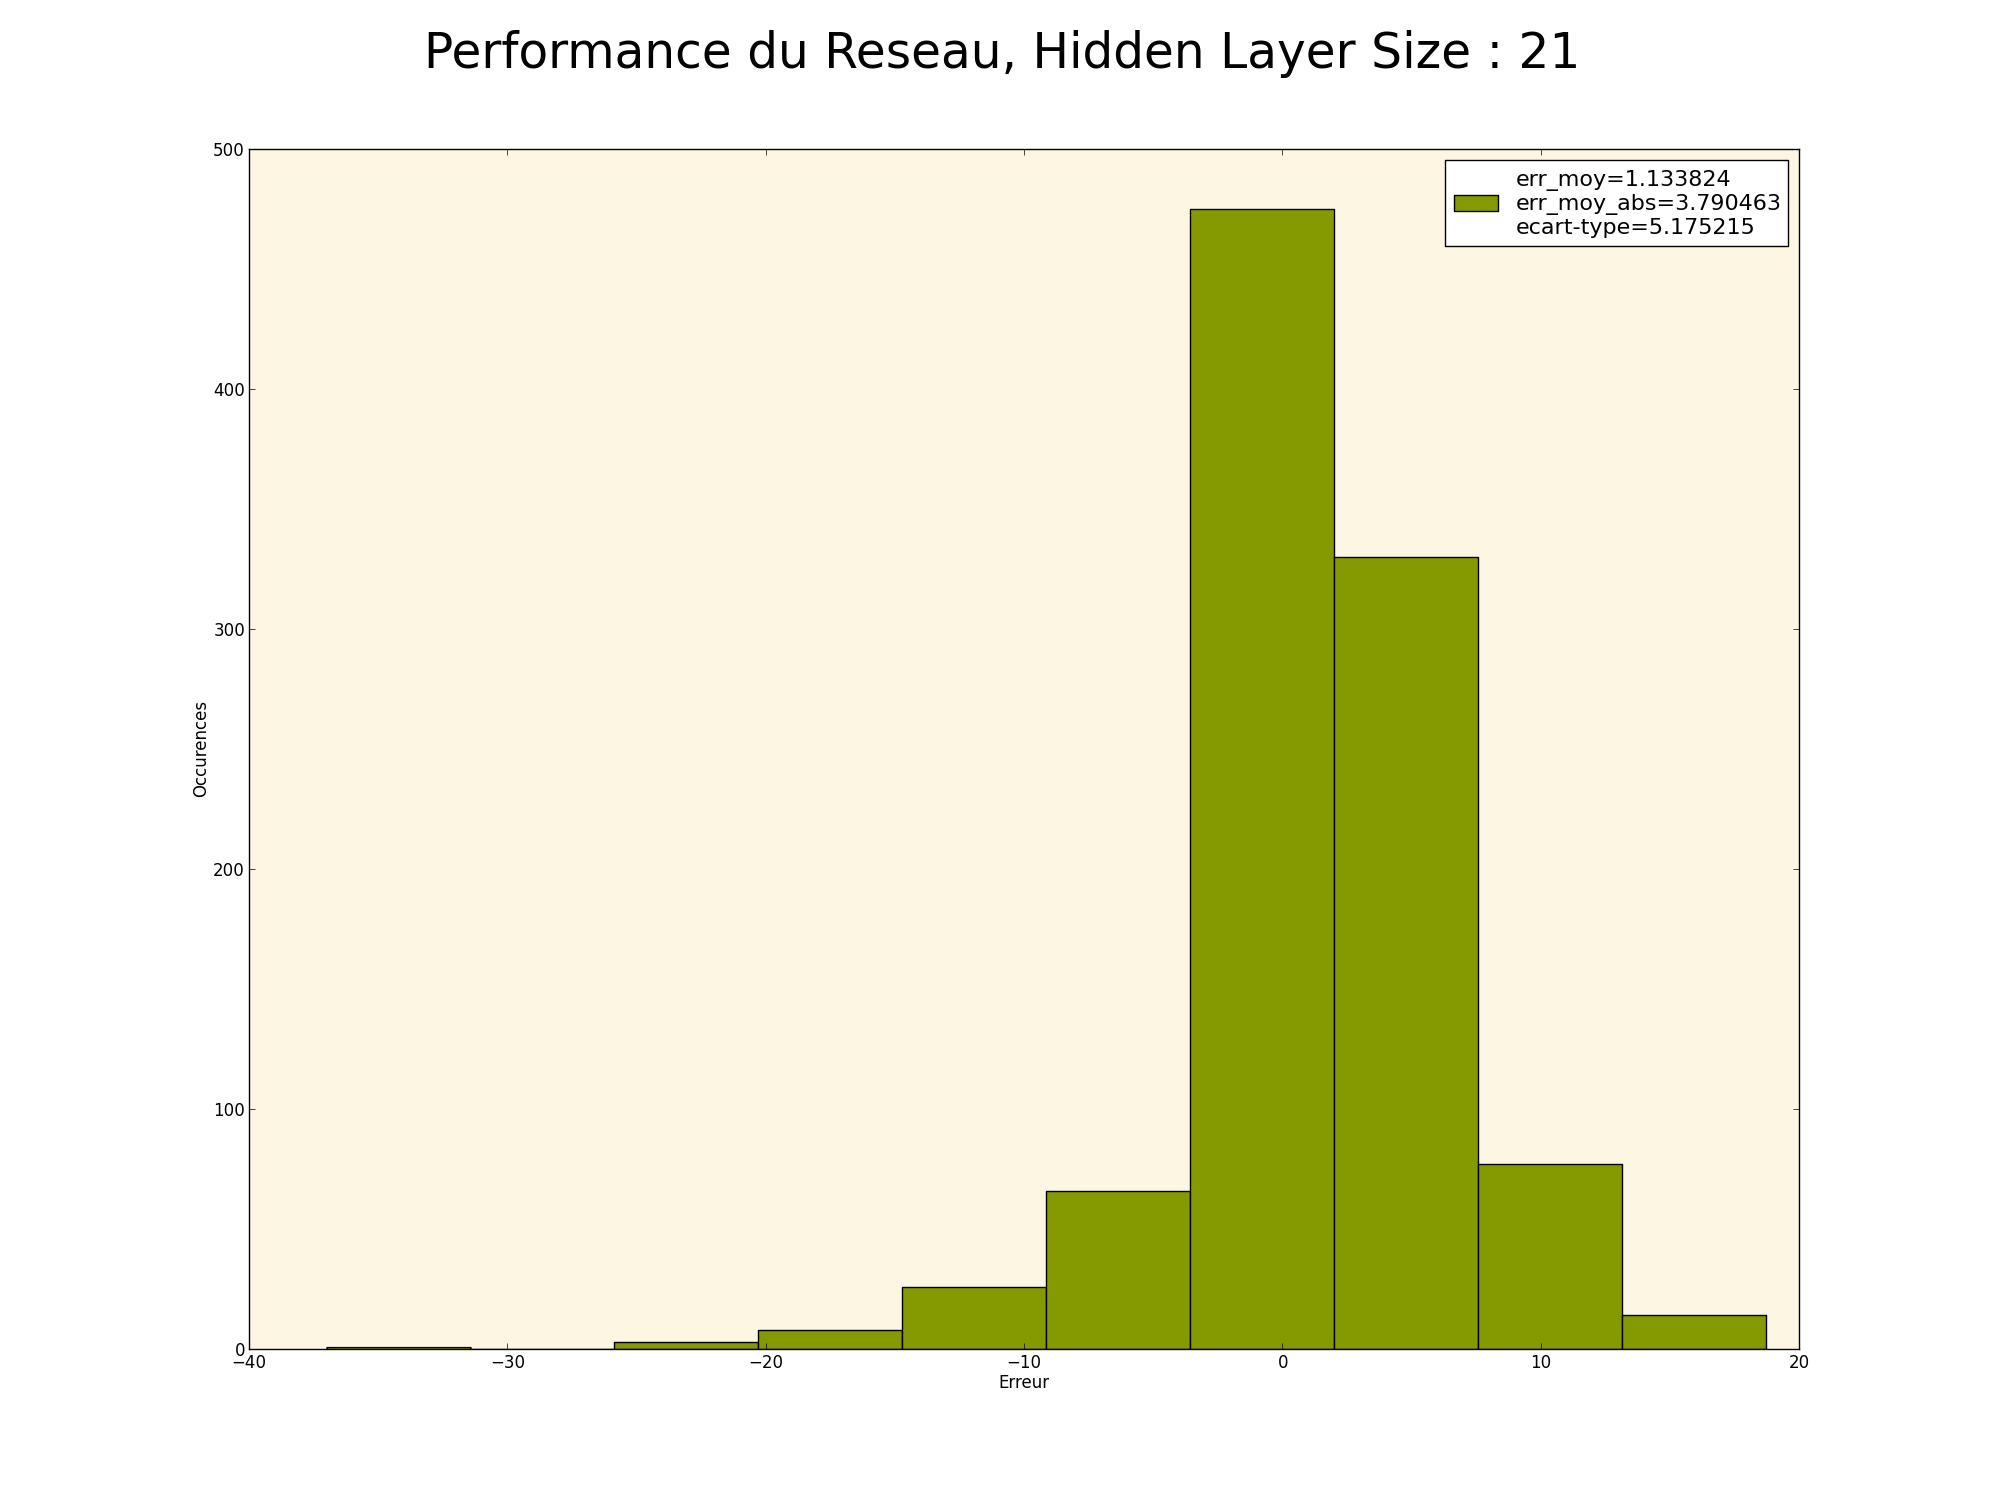 Performance du Reseau, Hidden Layer Size : 21
err_moy=1.133824
err_moy_abs=3.790463
ecart-type=5.175215
500
400
300
200
100
0
Occurences
−40
−30
−20
−10
0
10
20
Erreur